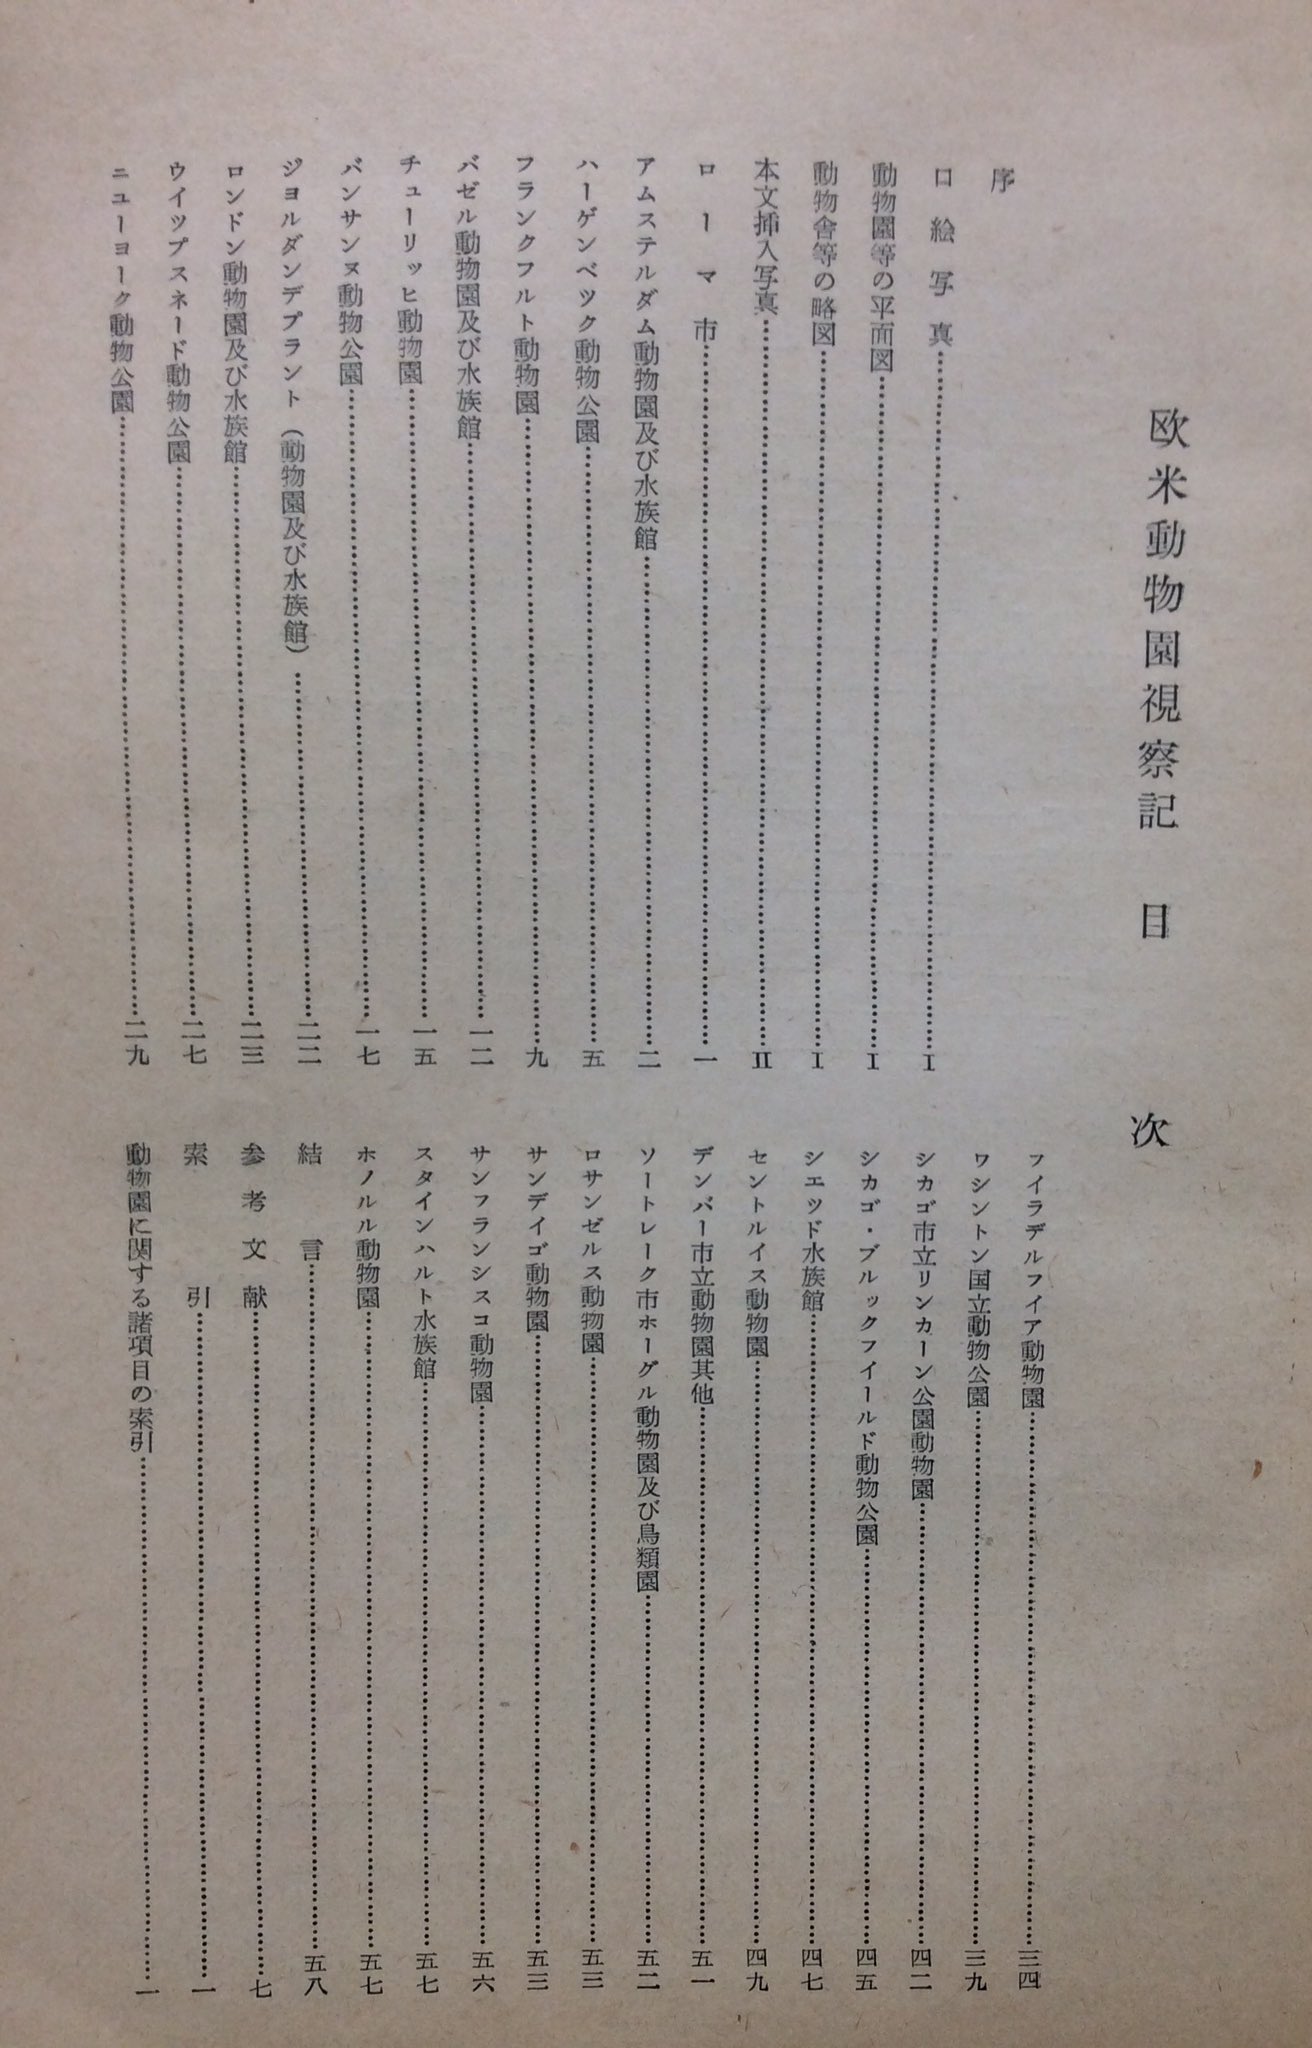 欧米動物園視察記 目次
序
口絵写真……I
動物園等の平面図……I
動物舎等の略図……I
本文挿入写真……II
ローマ市……一
アムステルダム動物園及び水族館……二
ハーゲンベツク動物公園……五
フランクフルト動物園……九
バゼル動物園及び水族館……一二
チューリッヒ動物園……一五
バンサンヌ動物公園……一七
ジヨルダンデプラント(動物園及び水族館)……二二
ロンドン動物園及び水族館……二三
ウイツプスネード動物公園……二七
ニユーヨーク動物公園……二九
フイラデルフイア動物園……三四
ワシントン国立動物公園……三九
シカゴ市立リンカーン公園動物園……四二
シカゴ・ブルックフイールド動物公園……四五
シエツド水族館……四七
セントルイス動物園……四九
デンバー市立動物園其他……五一
ソートレーク市ホーグル動物園及び鳥類園……五二
ロサンゼルス動物園……五三
サンデイゴ動物園……五三
サンフランシスコ動物園……五六
スタインハルト水族館……五七
ホノルル動物園……五七
結言……五八
参考文献……七
索引……一
動物園に関する諸項目の索引……一